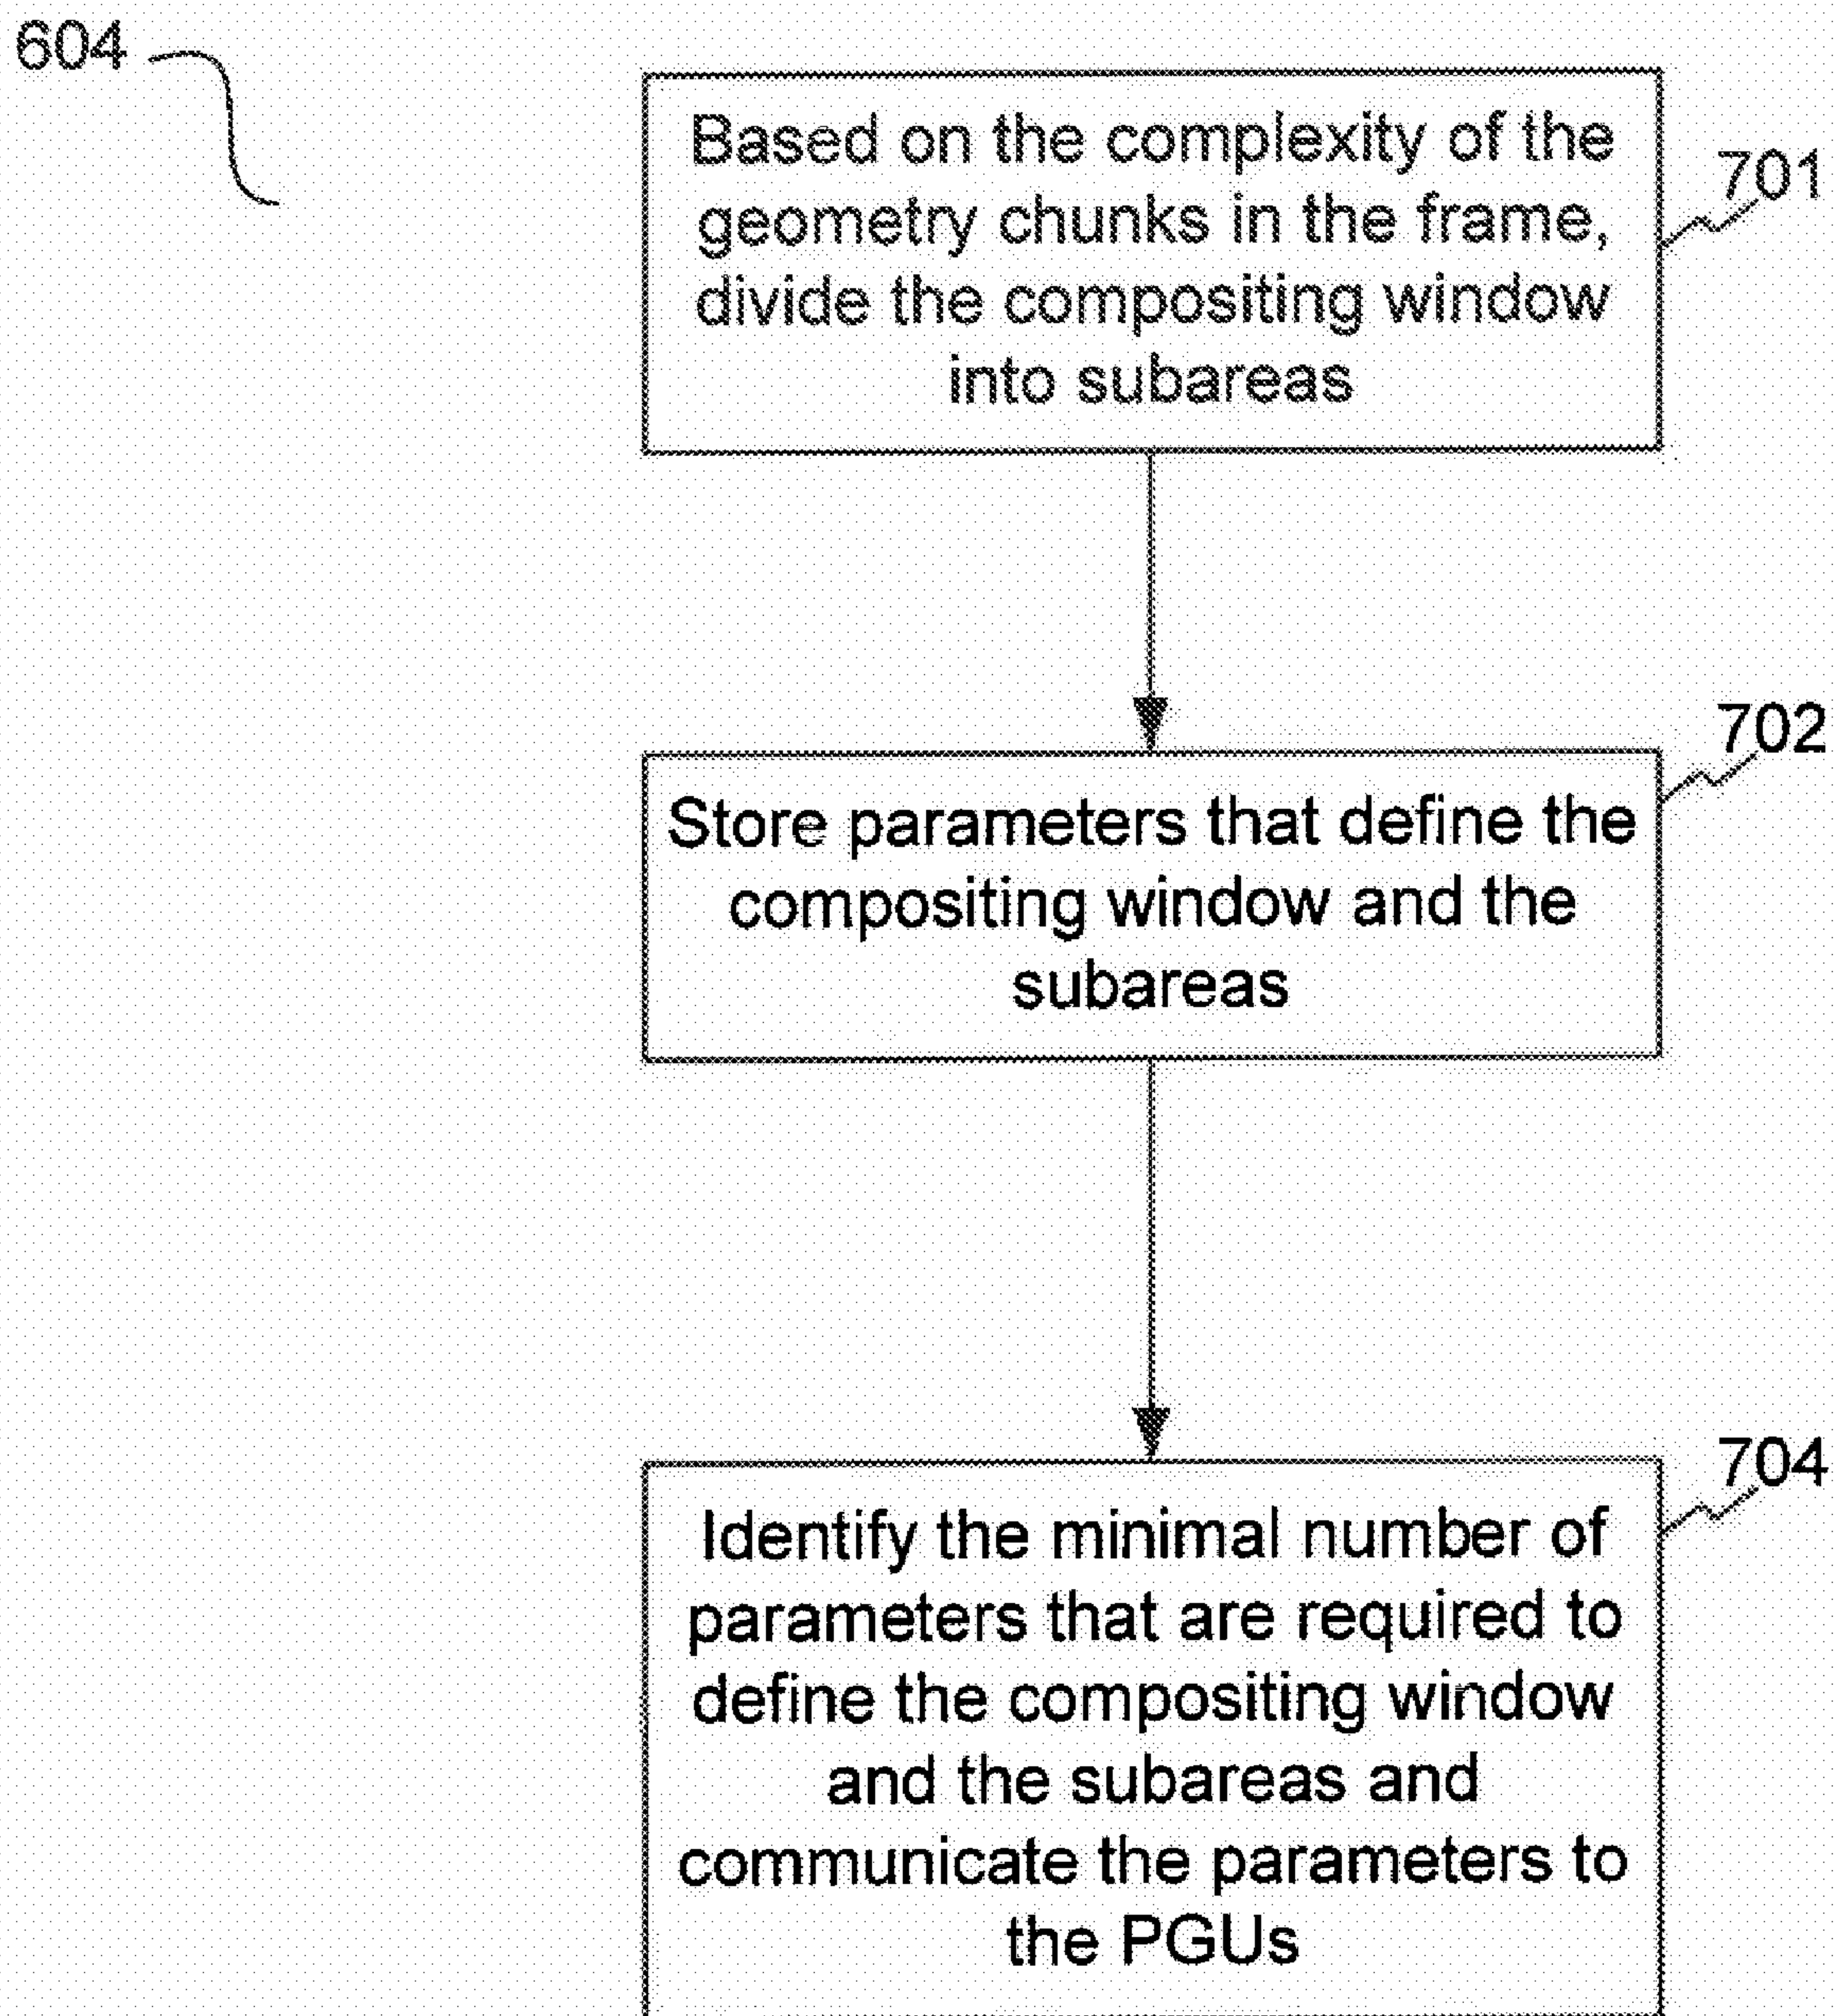 604
Based on the complexity of the
geometry chunks in the frame,
divide the compositing window
into subareas
701
702
Store parameters that define the
compositing window and the
subareas
704
Identify the minimal number of
parameters that are required to
define the compositing window
and the subareas and
communicate the parameters to
the PGUs